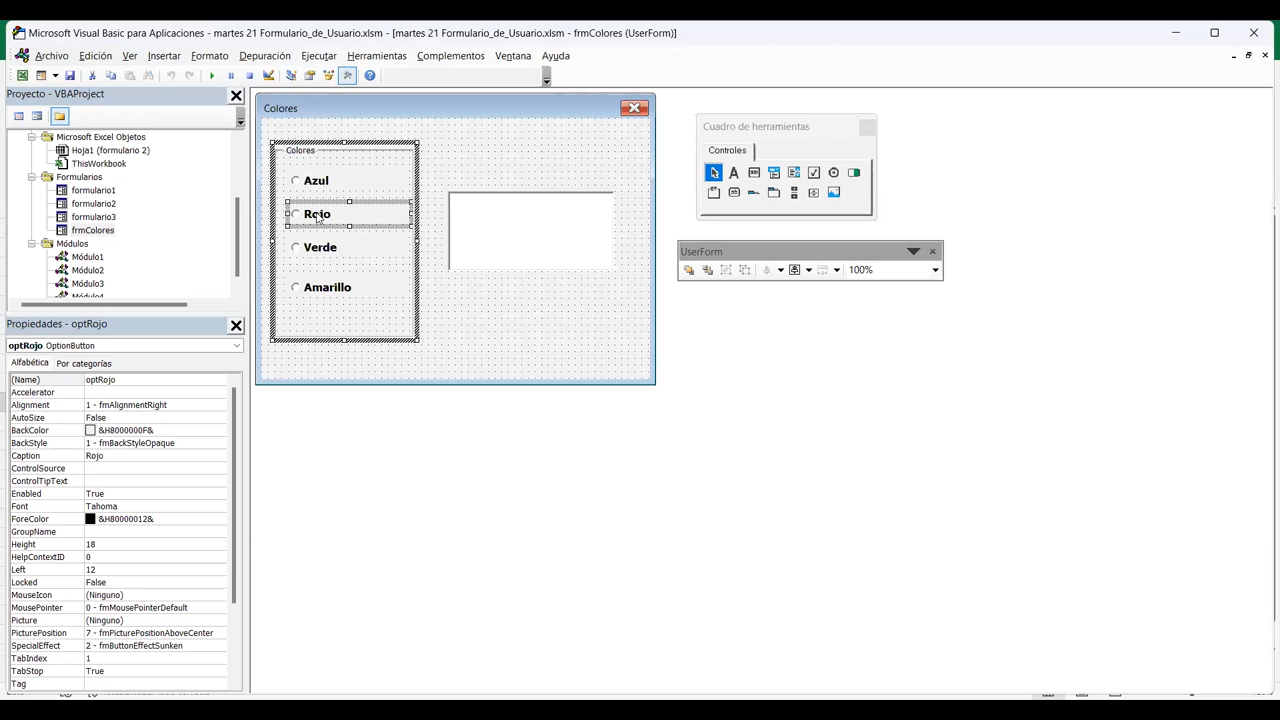 Microsoft Visual Basic para Aplicaciones - martes 21 Formulario_de_Usuario.xlsm - [martes 21 Formulario_de_Usuario.xlsm - frmColores (UserForm)]
Archivo Edición Ver Insertar Formato Depuración Ejecutar Herramientas Complementos Ventana Ayuda
Proyecto - VBAProject
Microsoft Excel Objetos
Hoja1 (formulario 2)
ThisWorkbook
Formularios
formulario1
formulario2
formulario3
frmColores
Módulos
Módulo1
Módulo2
Módulo3
Módulo4
Propiedades - optRojo
optRojo OptionButton
Alfabética Por categorías
(Name) optRojo
Accelerator
Alignment 1 - fmAlignmentRight
AutoSize False
BackColor &H8000000F&
BackStyle 1 - fmBackStyleOpaque
Caption Rojo
ControlSource
ControlTipText
Enabled True
Font Tahoma
ForeColor &H80000012&
GroupName
Height 18
HelpContextID 0
Left 12
Locked False
MouseIcon (Ninguno)
MousePointer 0 - fmMousePointerDefault
Picture (Ninguno)
PicturePosition 7 - fmPicturePositionAboveCenter
SpecialEffect 2 - fmButtonEffectSunken
TabIndex 1
TabStop True
Tag
Colores
Colores
Azul
Rojo
Verde
Amarillo
Cuadro de herramientas
Controles
UserForm
100%